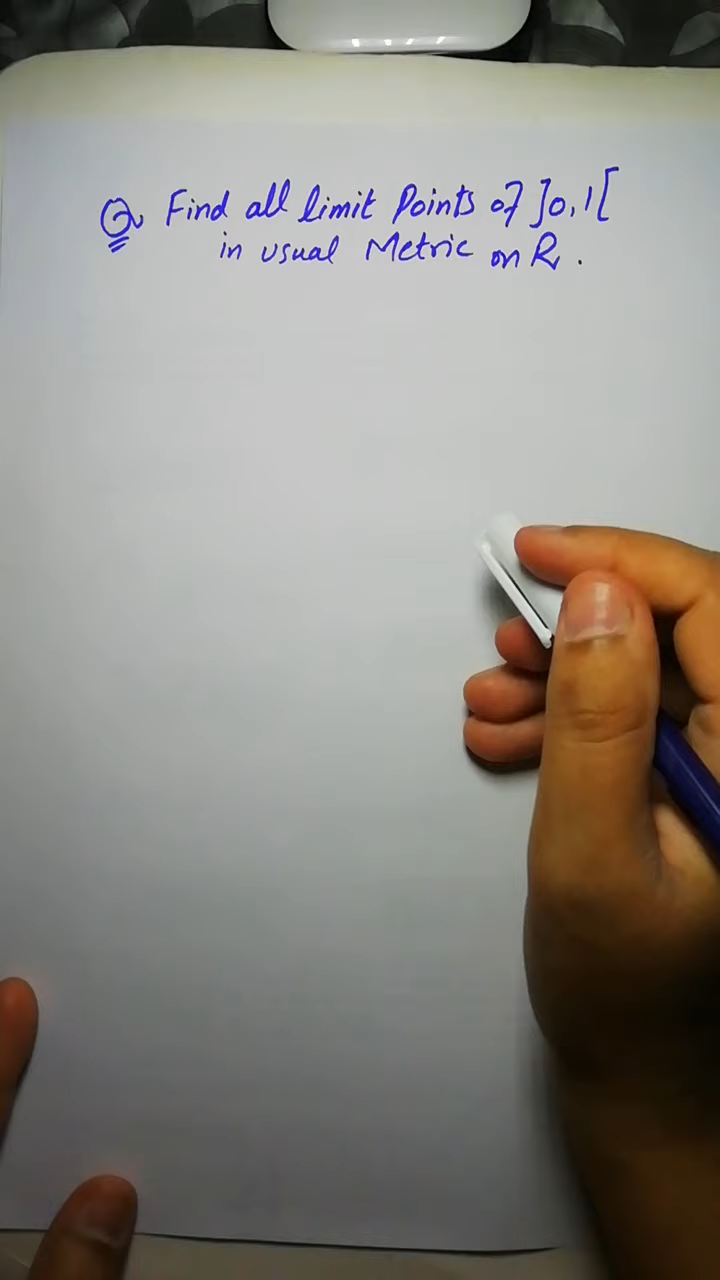 Q Find all limit Points of ]0,1[
in usual Metric on R.